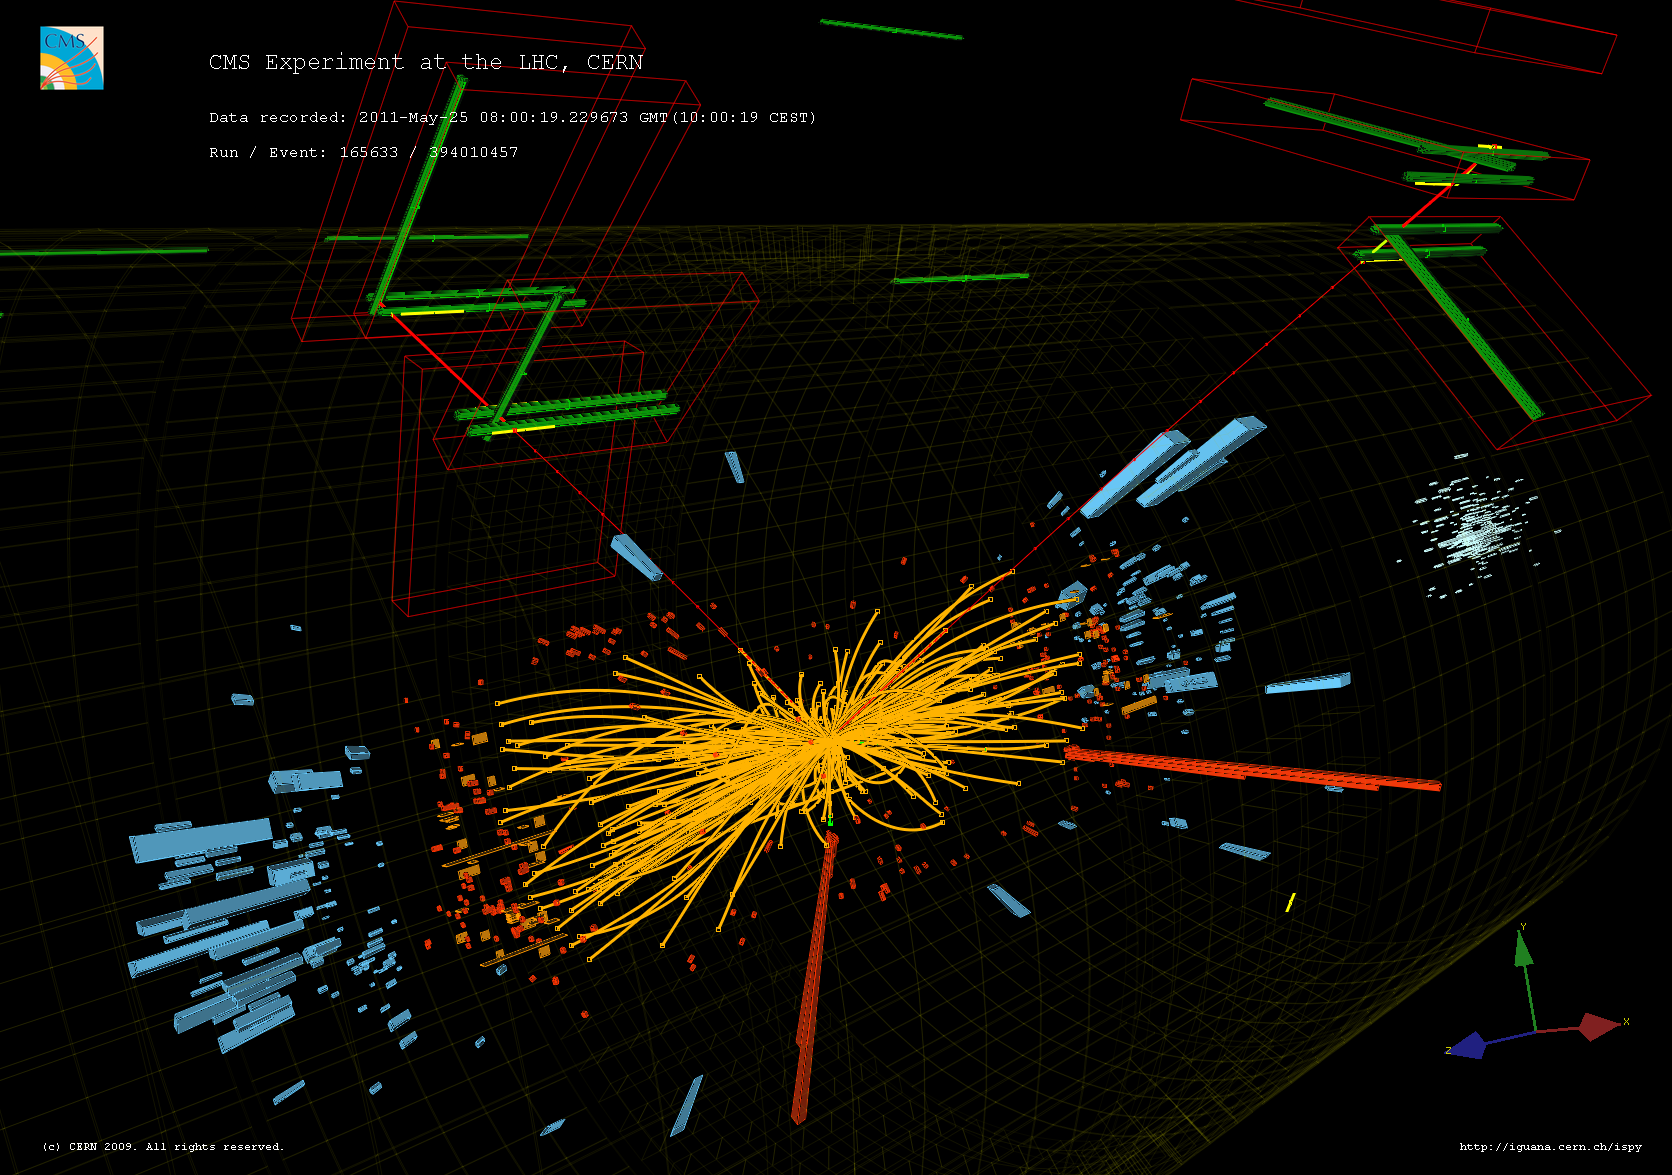 CMS
CMS Experiment at the LHC, CERN
Data recorded: 2011-May-25 08:00:19.229673 GMT(10:00:19 CEST)
Run / Event: 165633 / 394010457
Y
X
Z
(c) CERN 2009. All rights reserved.
http://iguana.cern.ch/ispy